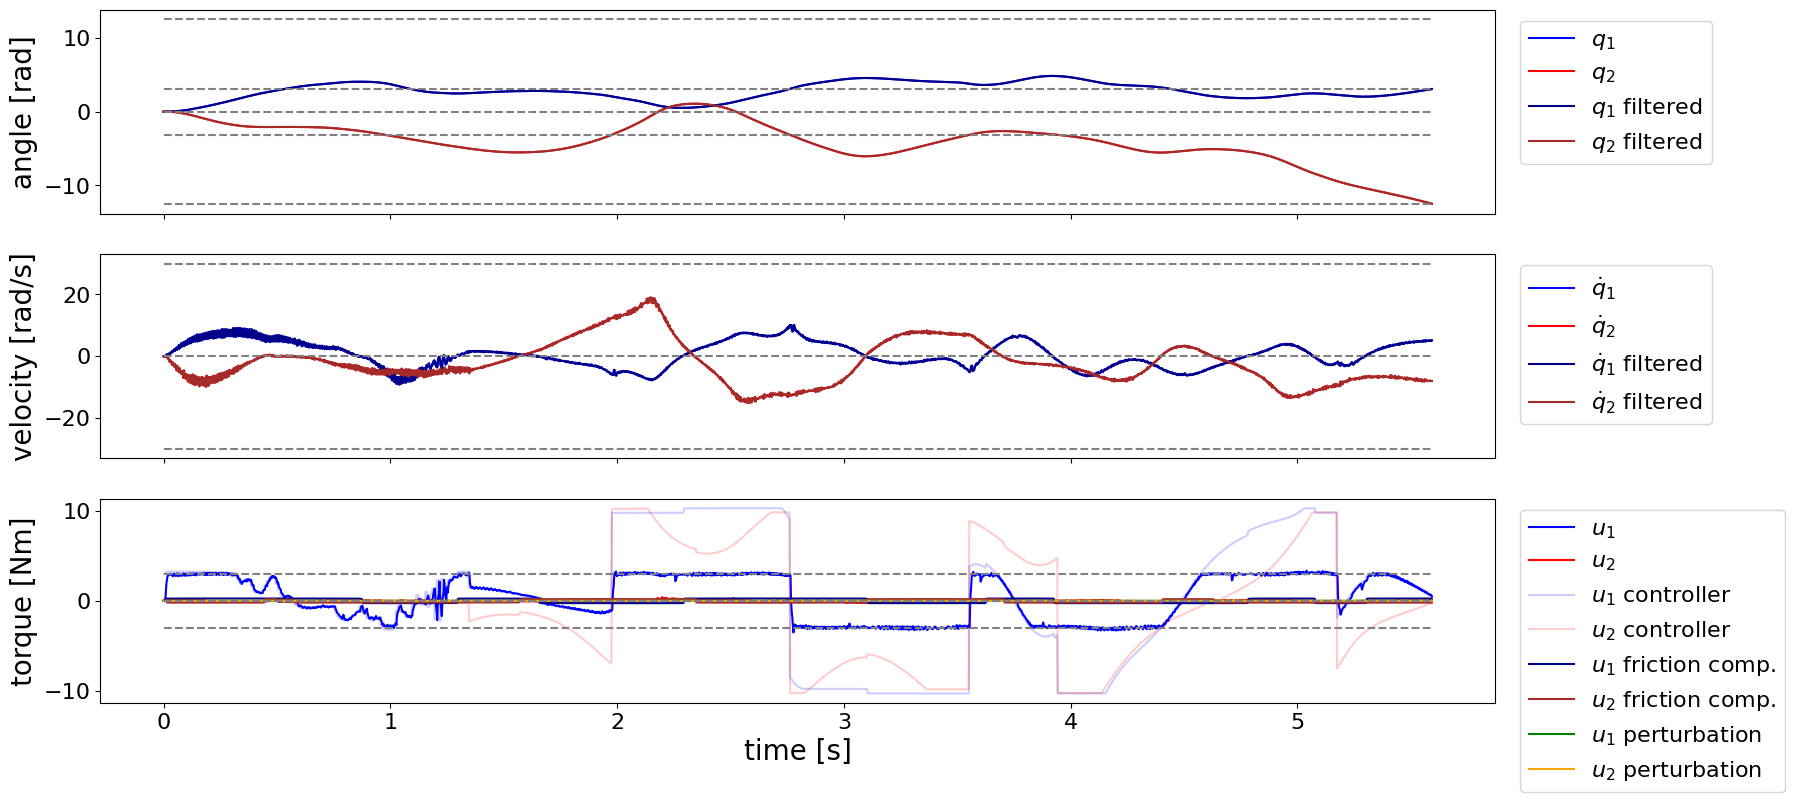 angle [rad]
10
0
−10
q₁
q₂
q₁ filtered
q₂ filtered
velocity [rad/s]
20
0
−20
q̇₁
q̇₂
q̇₁ filtered
q̇₂ filtered
torque [Nm]
10
0
−10
0 1 2 3 4 5
time [s]
u₁
u₂
u₁ controller
u₂ controller
u₁ friction comp.
u₂ friction comp.
u₁ perturbation
u₂ perturbation